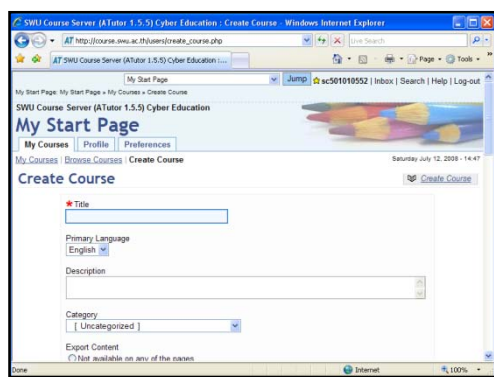 SWU Course Server (ATutor 1.5.5) Cyber Education : Create Course - Windows Internet Explorer
http://course.swu.ac.th/users/create_course.php
Live Search
SWU Course Server (ATutor 1.5.5) Cyber Education : ...
Page
Tools
My Start Page
Jump
sc501010552 | Inbox | Search | Help | Log-out
My Start Page: My Start Page » My Courses » Create Course
SWU Course Server (ATutor 1.5.5) Cyber Education
My Start Page
My Courses
Profile
Preferences
My Courses | Browse Courses | Create Course
Saturday July 12, 2008 - 14:47
Create Course
Create Course
* Title
Primary Language
English
Description
Category
[ Uncategorized ]
Export Content
Not available on any of the pages
Done
Internet
100%